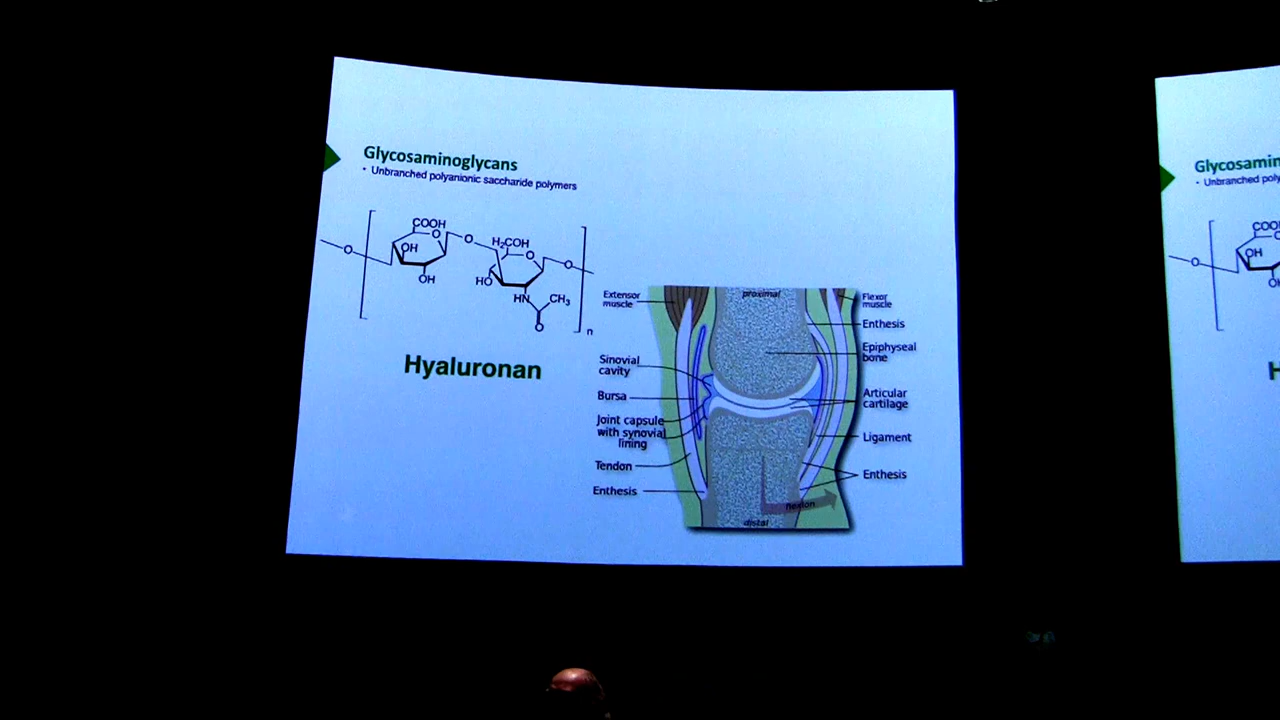 Glycosaminoglycans
• Unbranched polyanionic saccharide polymers
COOH
O
O
OH
OH
O
H₂COH
O
HO
HN
CH₃
O
O
n
Hyaluronan
Extensor
muscle
Sinovial
cavity
Bursa
Joint capsule
with synovial
lining
Tendon
Enthesis
proximal
distal
flexion
Flexor
muscle
Enthesis
Epiphyseal
bone
Articular
cartilage
Ligament
Enthesis
Glycosamin
• Unbranched poly
O
COO
OH
H